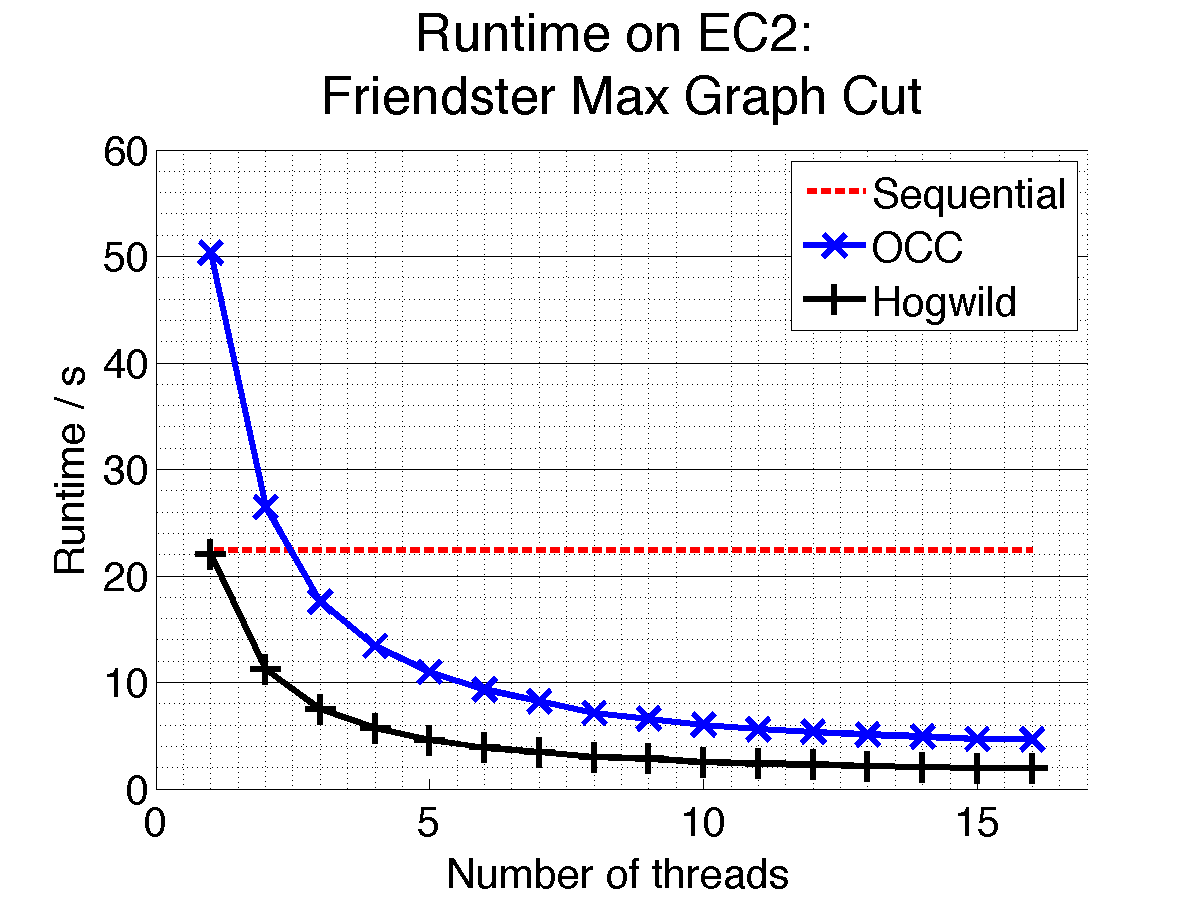 Runtime on EC2:
Friendster Max Graph Cut
60
50
40
30
20
10
0
Runtime / s
Sequential
OCC
Hogwild
0 5 10 15
Number of threads